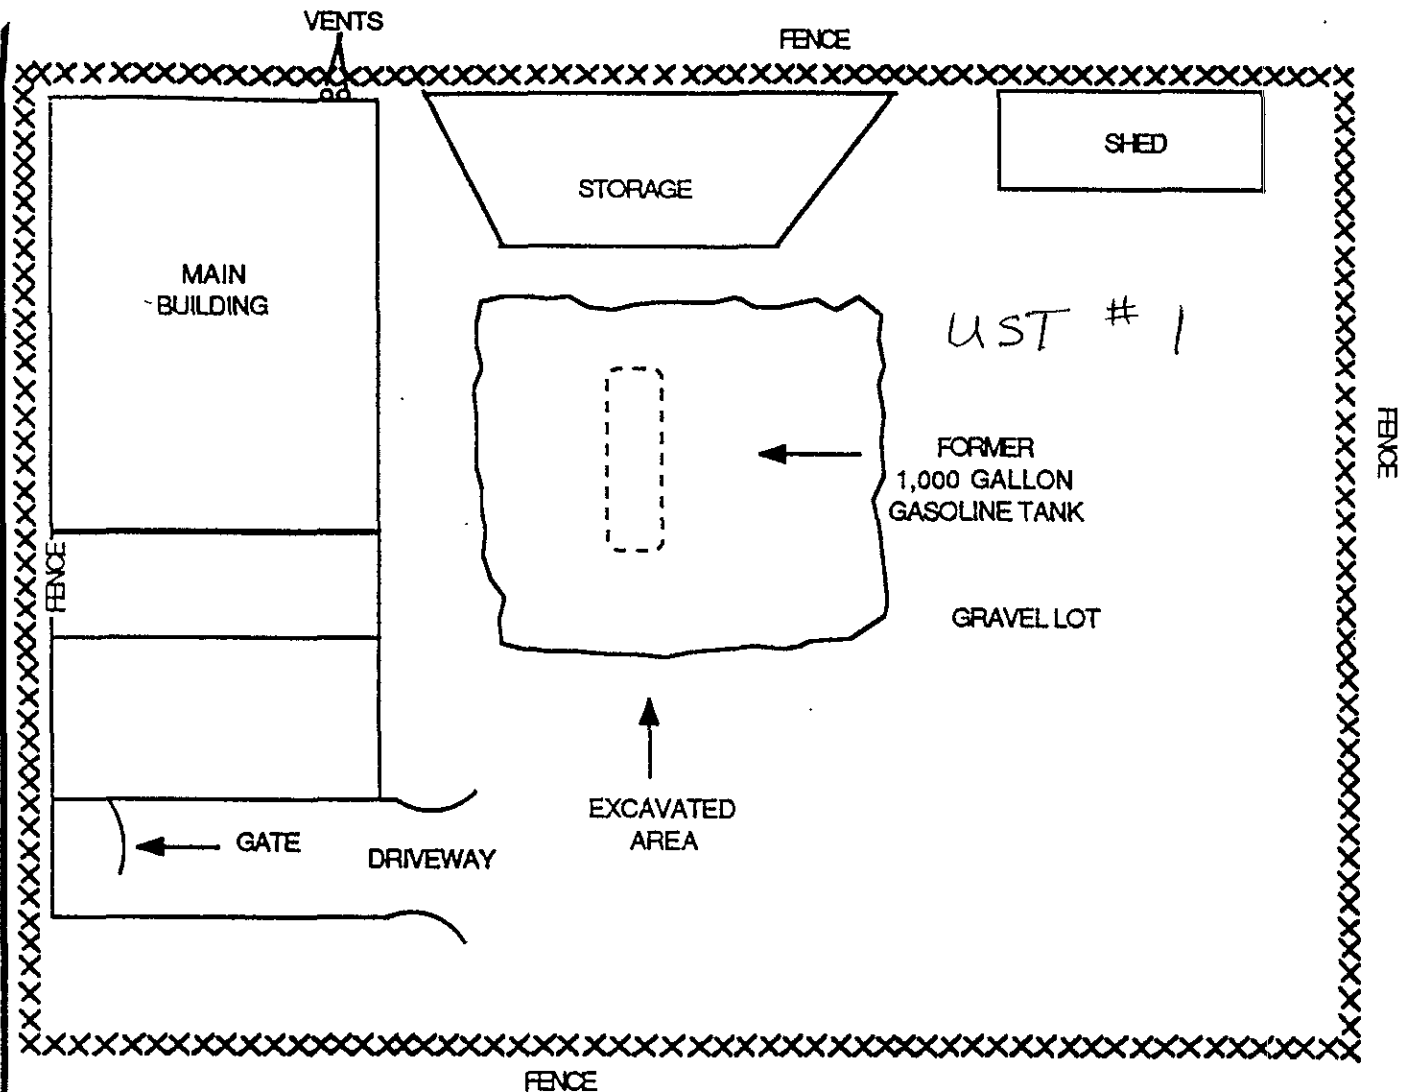 VENTS
FENCE
SHED
STORAGE
MAIN
BUILDING
UST # 1
FENCE
FORMER
1,000 GALLON
GASOLINE TANK
FENCE
GRAVEL LOT
EXCAVATED
AREA
GATE
DRIVEWAY
FENCE